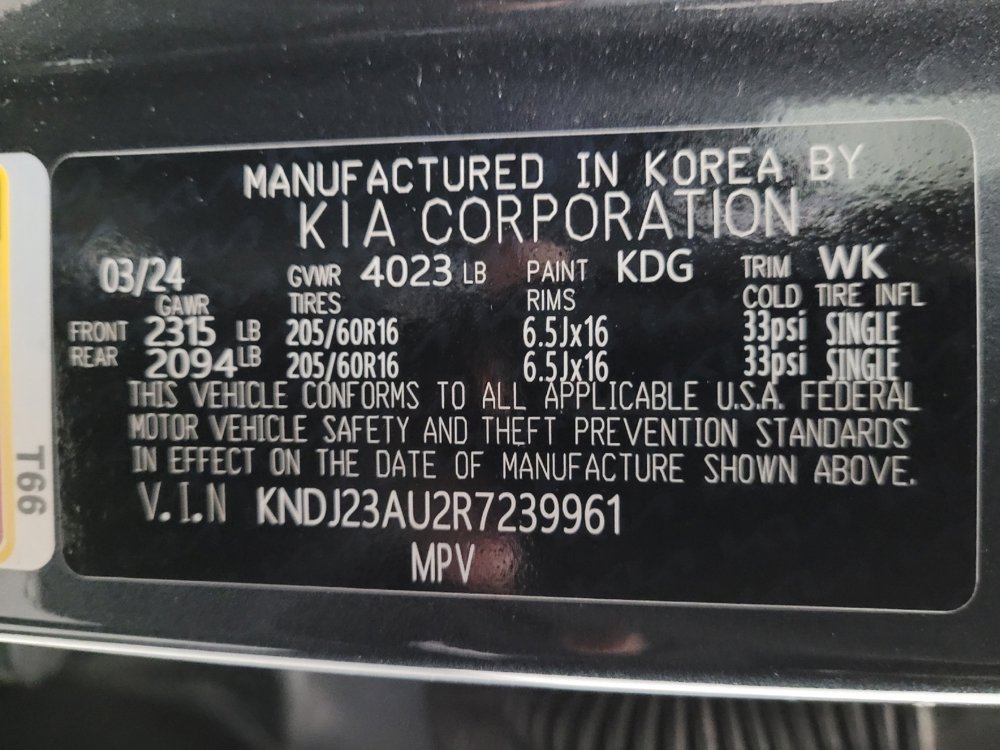 MANUFACTURED IN KOREA BY
KIA CORPORATION
03/24 GVWR 4023 LB PAINT KDG TRIM WK
GAWR TIRES RIMS COLD TIRE INFL
FRONT 2315 LB 205/60R16 6.5Jx16 33psi SINGLE
REAR 2094 LB 205/60R16 6.5Jx16 33psi SINGLE
THIS VEHICLE CONFORMS TO ALL APPLICABLE U.S.A. FEDERAL
MOTOR VEHICLE SAFETY AND THEFT PREVENTION STANDARDS
IN EFFECT ON THE DATE OF MANUFACTURE SHOWN ABOVE.
V.I.N KNDJ23AU2R7239961
MPV
T66